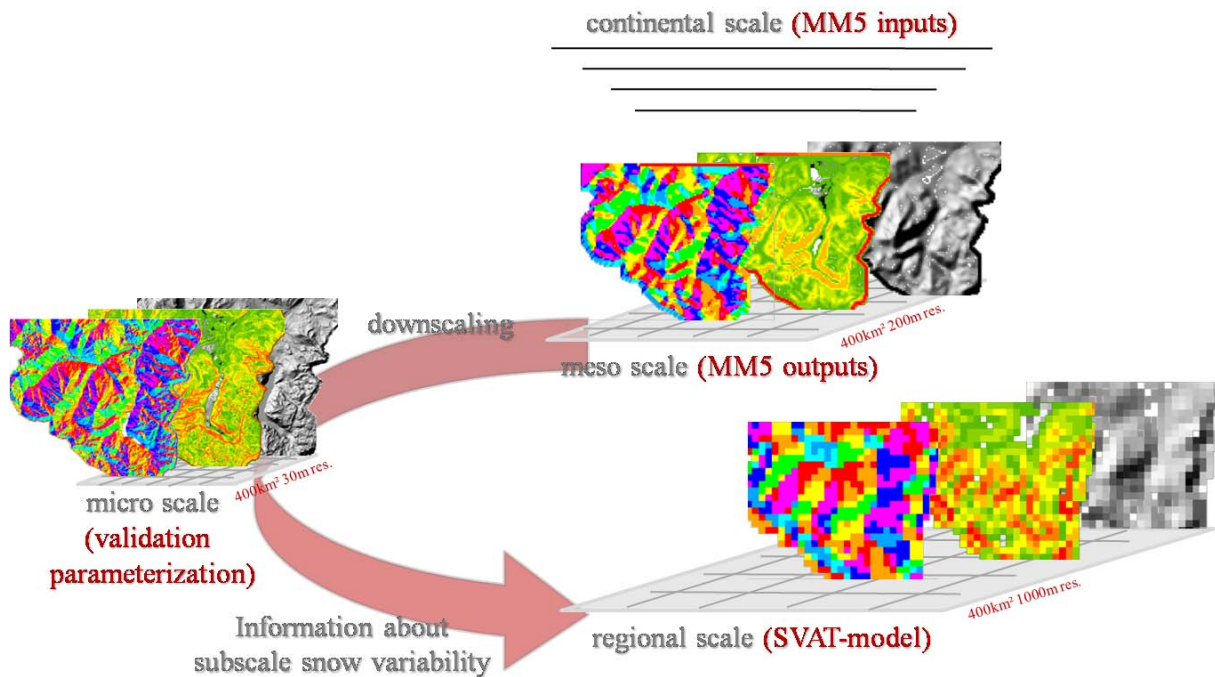 continental scale (MM5 inputs)
400km² 200m res.
downscaling
meso scale (MM5 outputs)
400km² 30m res.
micro scale
(validation
parameterization)
400km² 1000m res.
Information about
subscale snow variability
regional scale (SVAT-model)